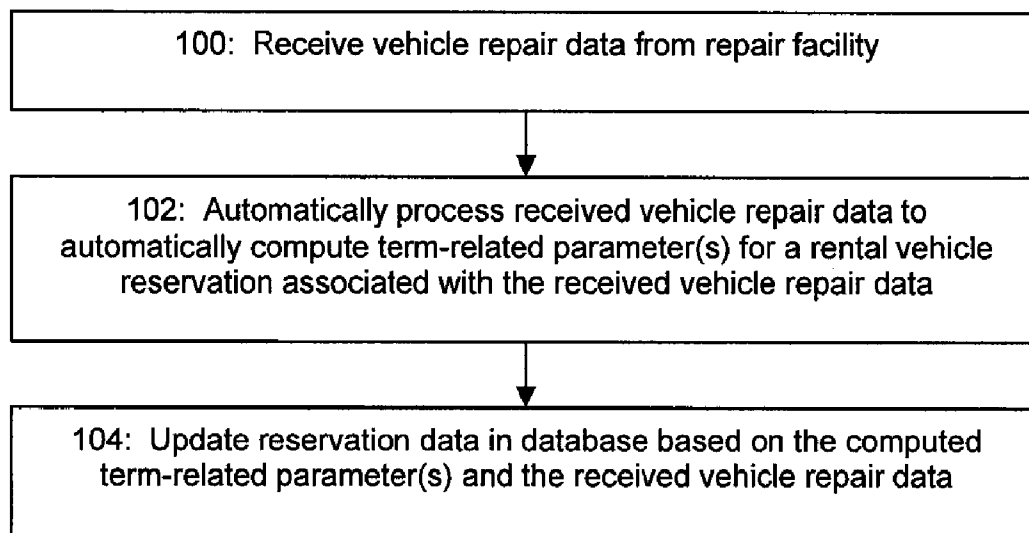 100: Receive vehicle repair data from repair facility
102: Automatically process received vehicle repair data to
automatically compute term-related parameter(s) for a rental vehicle
reservation associated with the received vehicle repair data
104: Update reservation data in database based on the computed
term-related parameter(s) and the received vehicle repair data